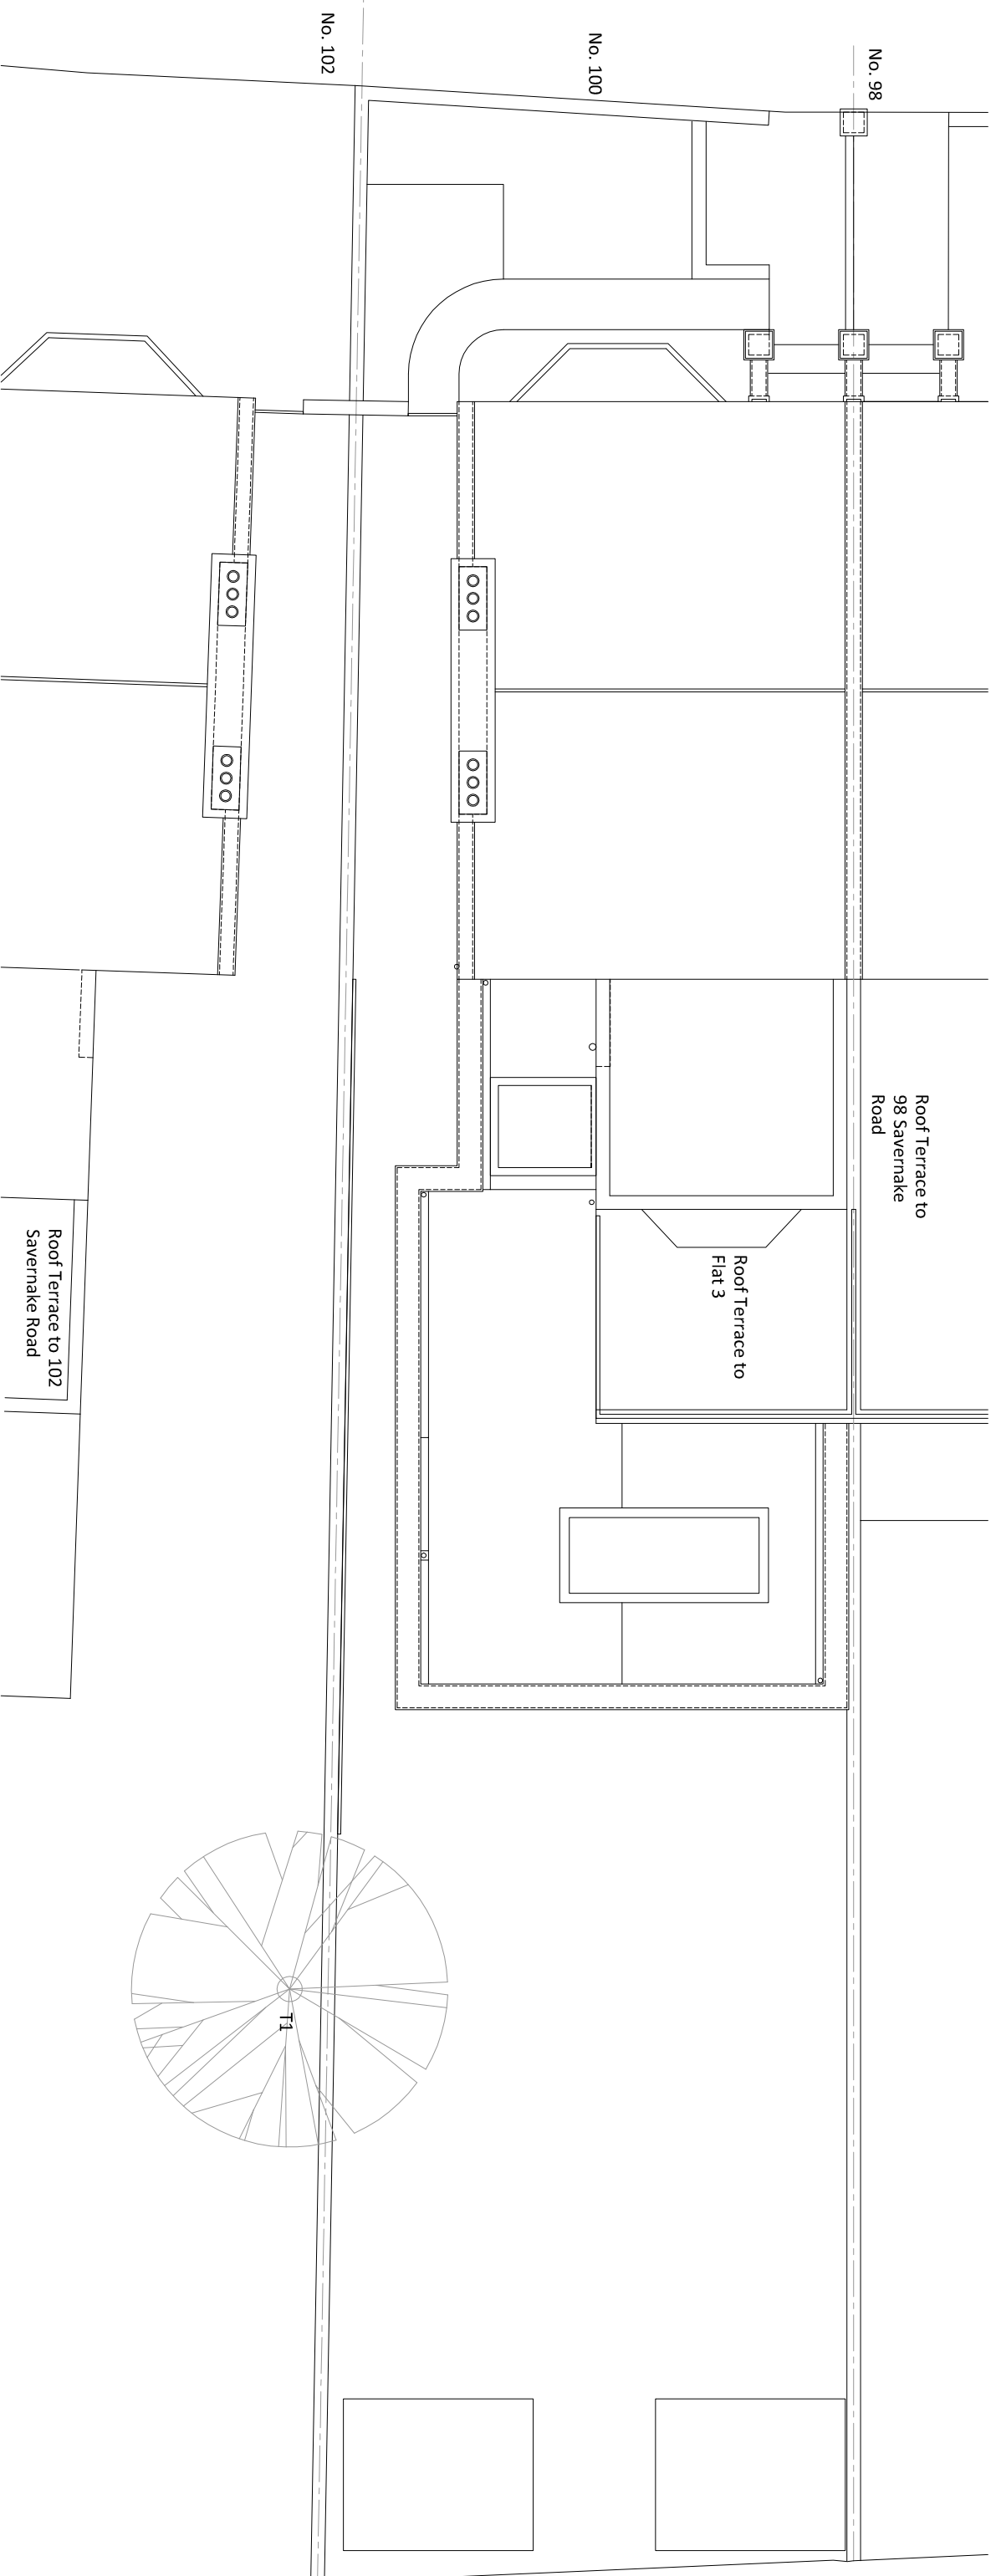 No. 102
No. 100
No. 98
Roof Terrace to
98 Savernake
Road
Roof Terrace to
Flat 3
Roof Terrace to 102
Savernake Road
T1